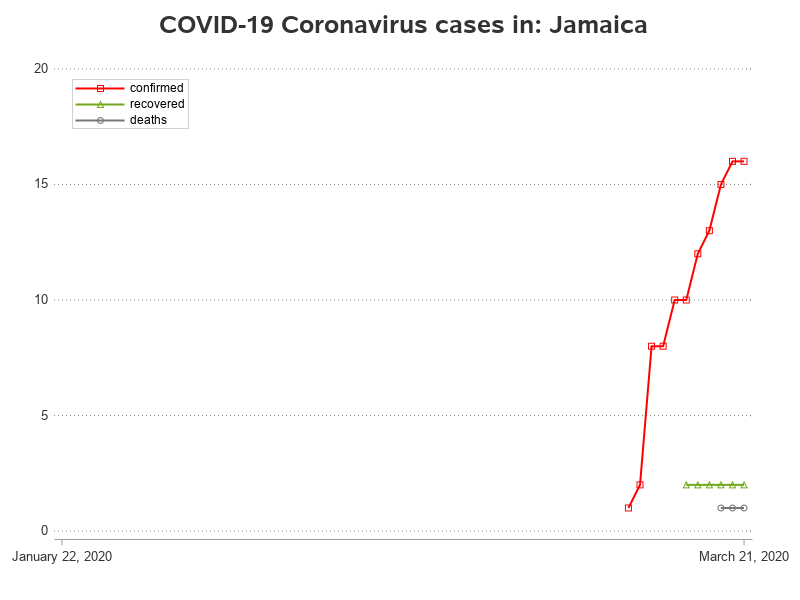 COVID-19 Coronavirus cases in: Jamaica
20
confirmed
recovered
deaths
15
10
5
0
January 22, 2020
March 21, 2020